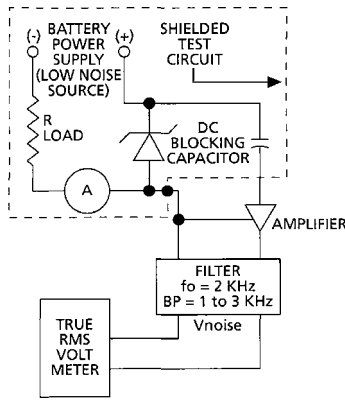 (-) BATTERY (+)
POWER
SUPPLY
(LOW NOISE
SOURCE)
SHIELDED
TEST
CIRCUIT
R
LOAD
DC
BLOCKING
CAPACITOR
A
AMPLIFIER
FILTER
fo = 2 KHz
BP = 1 to 3 KHz
Vnoise
TRUE
RMS
VOLT
METER